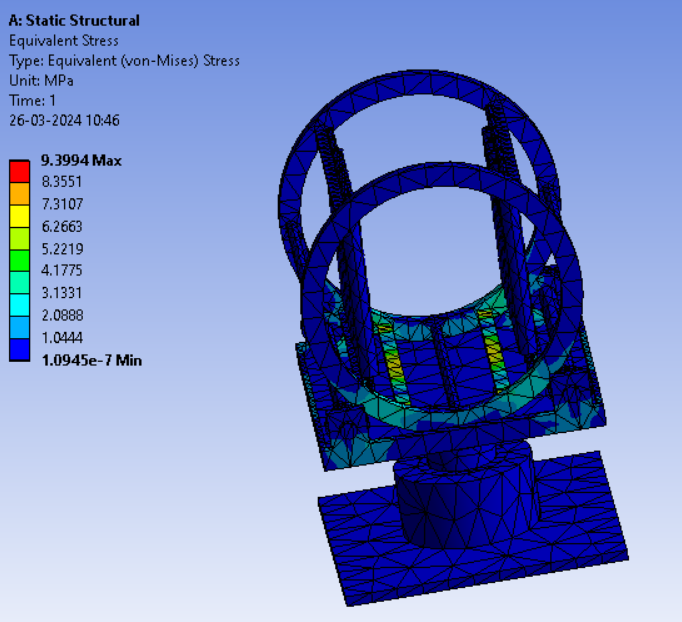 A: Static Structural
Equivalent Stress
Type: Equivalent (von-Mises) Stress
Unit: MPa
Time: 1
26-03-2024 10:46
9.3994 Max
8.3551
7.3107
6.2663
5.2219
4.1775
3.1331
2.0888
1.0444
1.0945e-7 Min